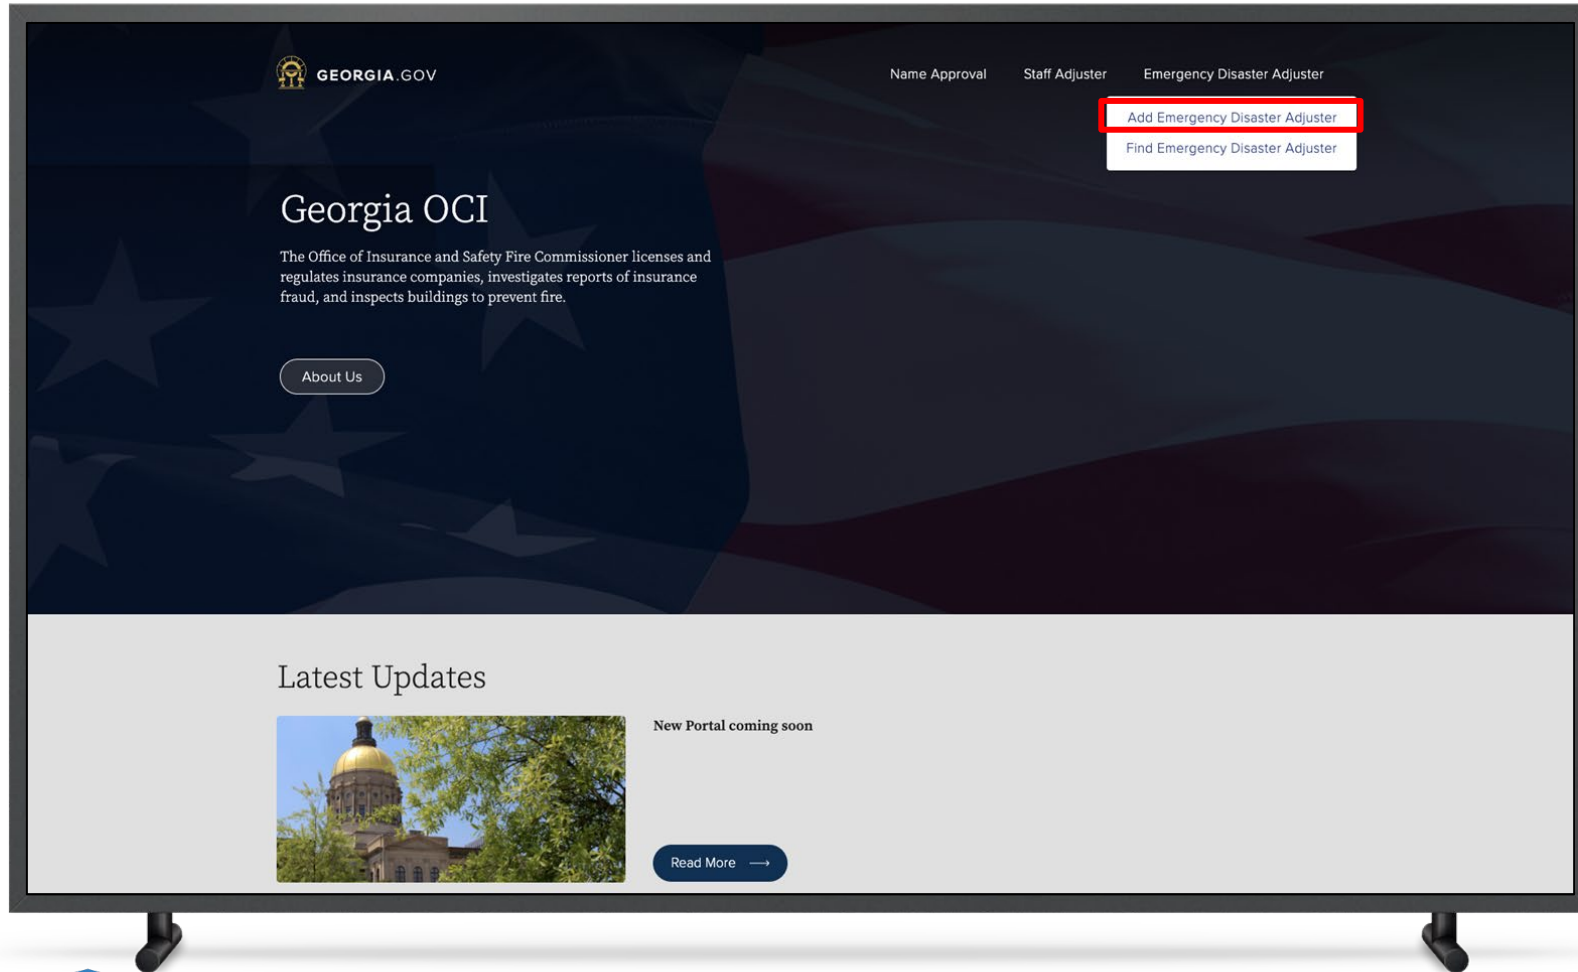 GEORGIA.GOV
Name Approval
Staff Adjuster
Emergency Disaster Adjuster
Add Emergency Disaster Adjuster
Find Emergency Disaster Adjuster
Georgia OCI
The Office of Insurance and Safety Fire Commissioner licenses and
regulates insurance companies, investigates reports of insurance
fraud, and inspects buildings to prevent fire.
About Us
Latest Updates
New Portal coming soon
Read More